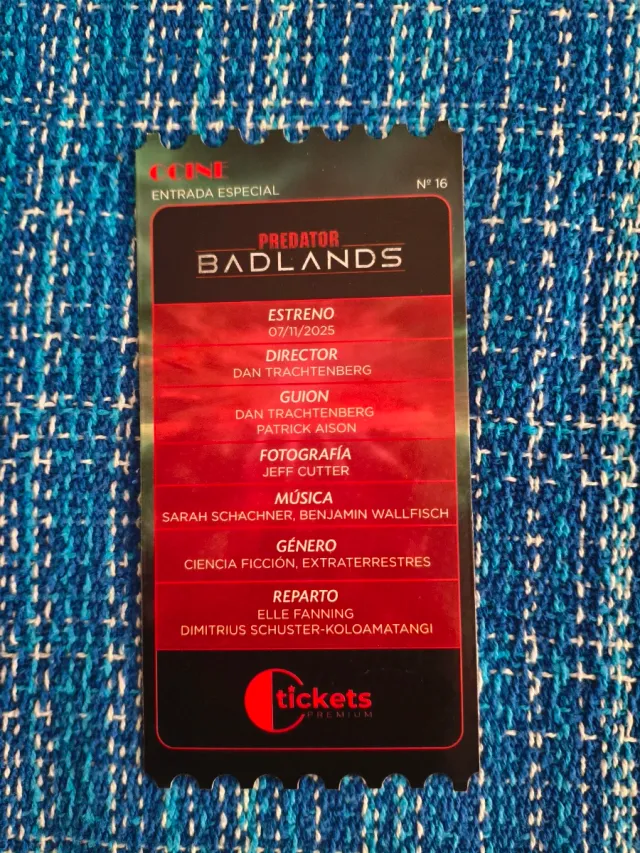 OCINE
ENTRADA ESPECIAL
Nº 16
PREDATOR
BADLANDS
ESTRENO
07/11/2025
DIRECTOR
DAN TRACHTENBERG
GUION
DAN TRACHTENBERG
PATRICK AISON
FOTOGRAFÍA
JEFF CUTTER
MÚSICA
SARAH SCHACHNER, BENJAMIN WALLFISCH
GÉNERO
CIENCIA FICCIÓN, EXTRATERRESTRES
REPARTO
ELLE FANNING
DIMITRIUS SCHUSTER-KOLOAMATANGI
tickets
PREMIUM